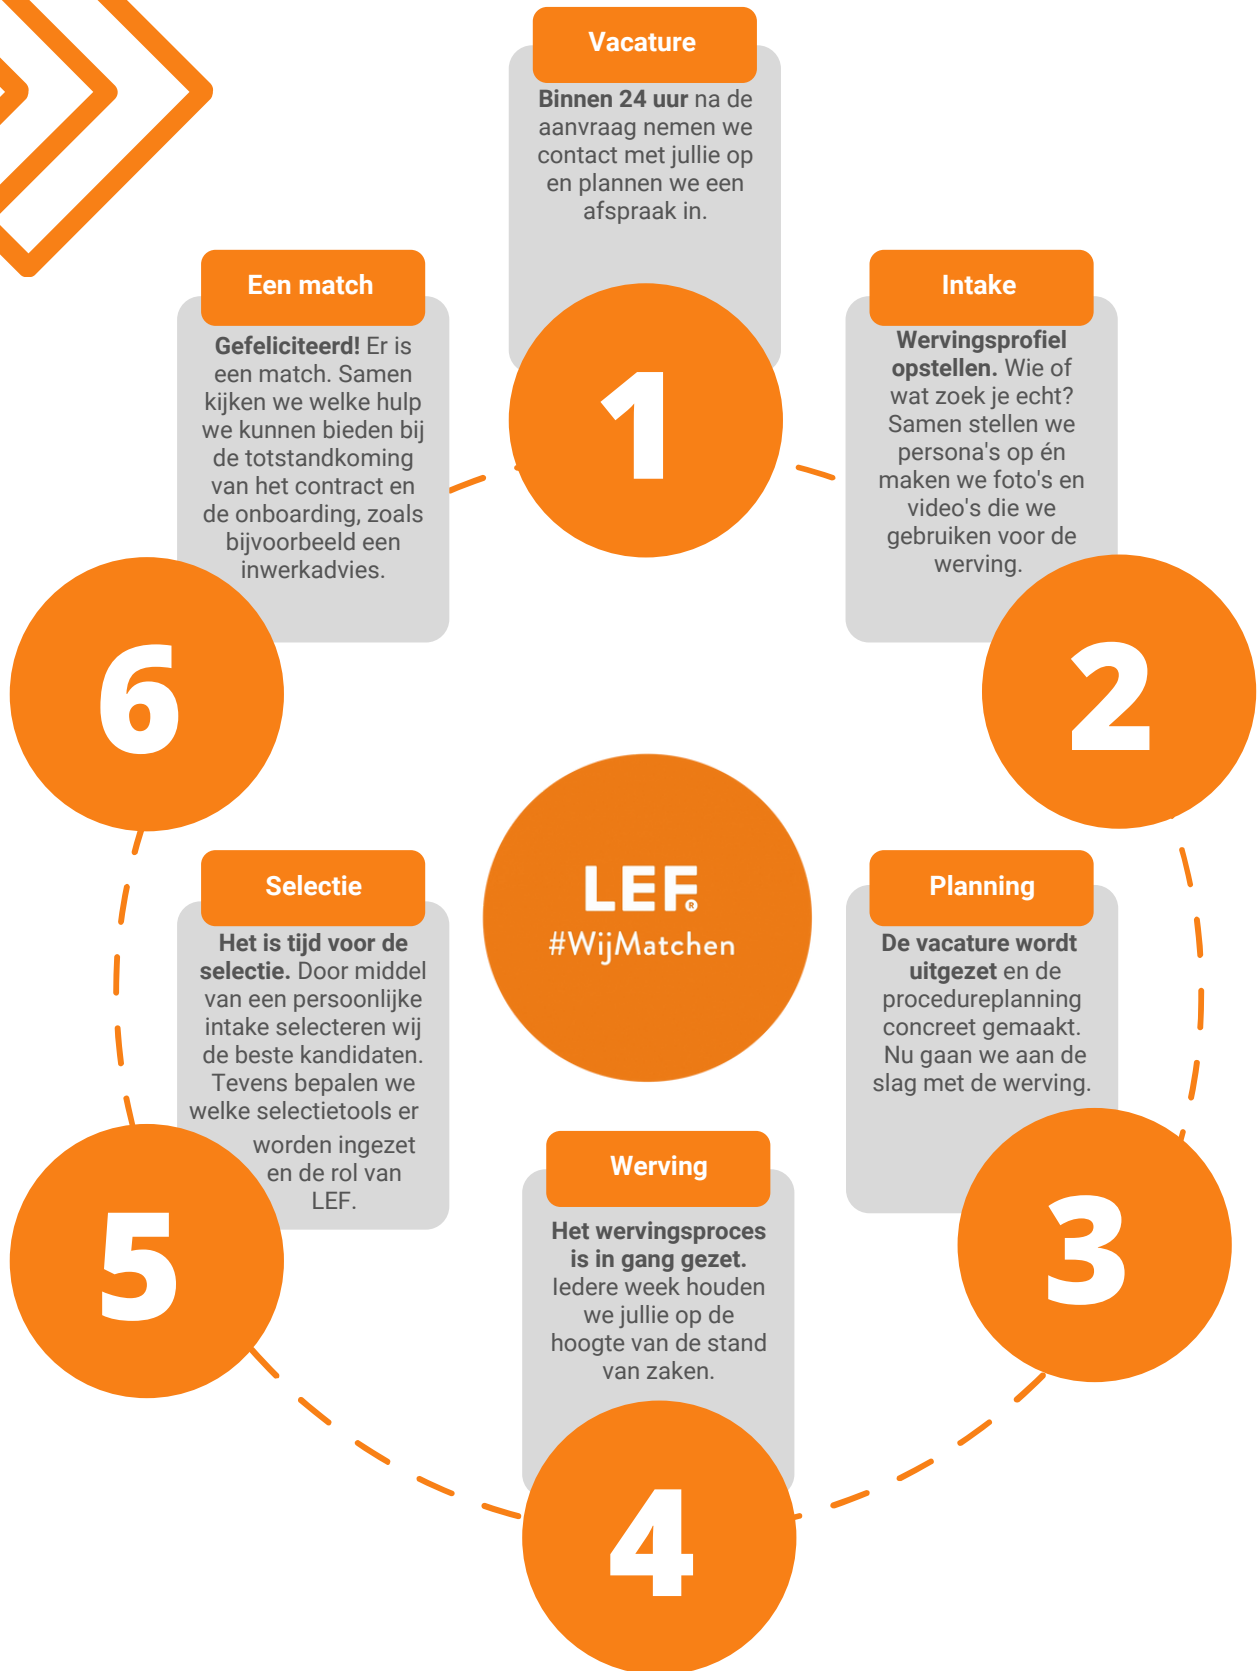 Vacature
Binnen 24 uur na de
aanvraag nemen we
contact met jullie op
en plannen we een
afspraak in.
1
Intake
Wervingsprofiel
opstellen. Wie of
wat zoek je echt?
Samen stellen we
persona's op én
maken we foto's en
video's die we
gebruiken voor de
werving.
2
Planning
De vacature wordt
uitgezet en de
procedureplanning
concreet gemaakt.
Nu gaan we aan de
slag met de werving.
3
Werving
Het wervingsproces
is in gang gezet.
Iedere week houden
we jullie op de
hoogte van de stand
van zaken.
4
Selectie
Het is tijd voor de
selectie. Door middel
van een persoonlijke
intake selecteren wij
de beste kandidaten.
Tevens bepalen we
welke selectietools er
worden ingezet
en de rol van
LEF.
5
Een match
Gefeliciteerd! Er is
een match. Samen
kijken we welke hulp
we kunnen bieden bij
de totstandkoming
van het contract en
de onboarding, zoals
bijvoorbeeld een
inwerkadvies.
6
LEF®
#WijMatchen